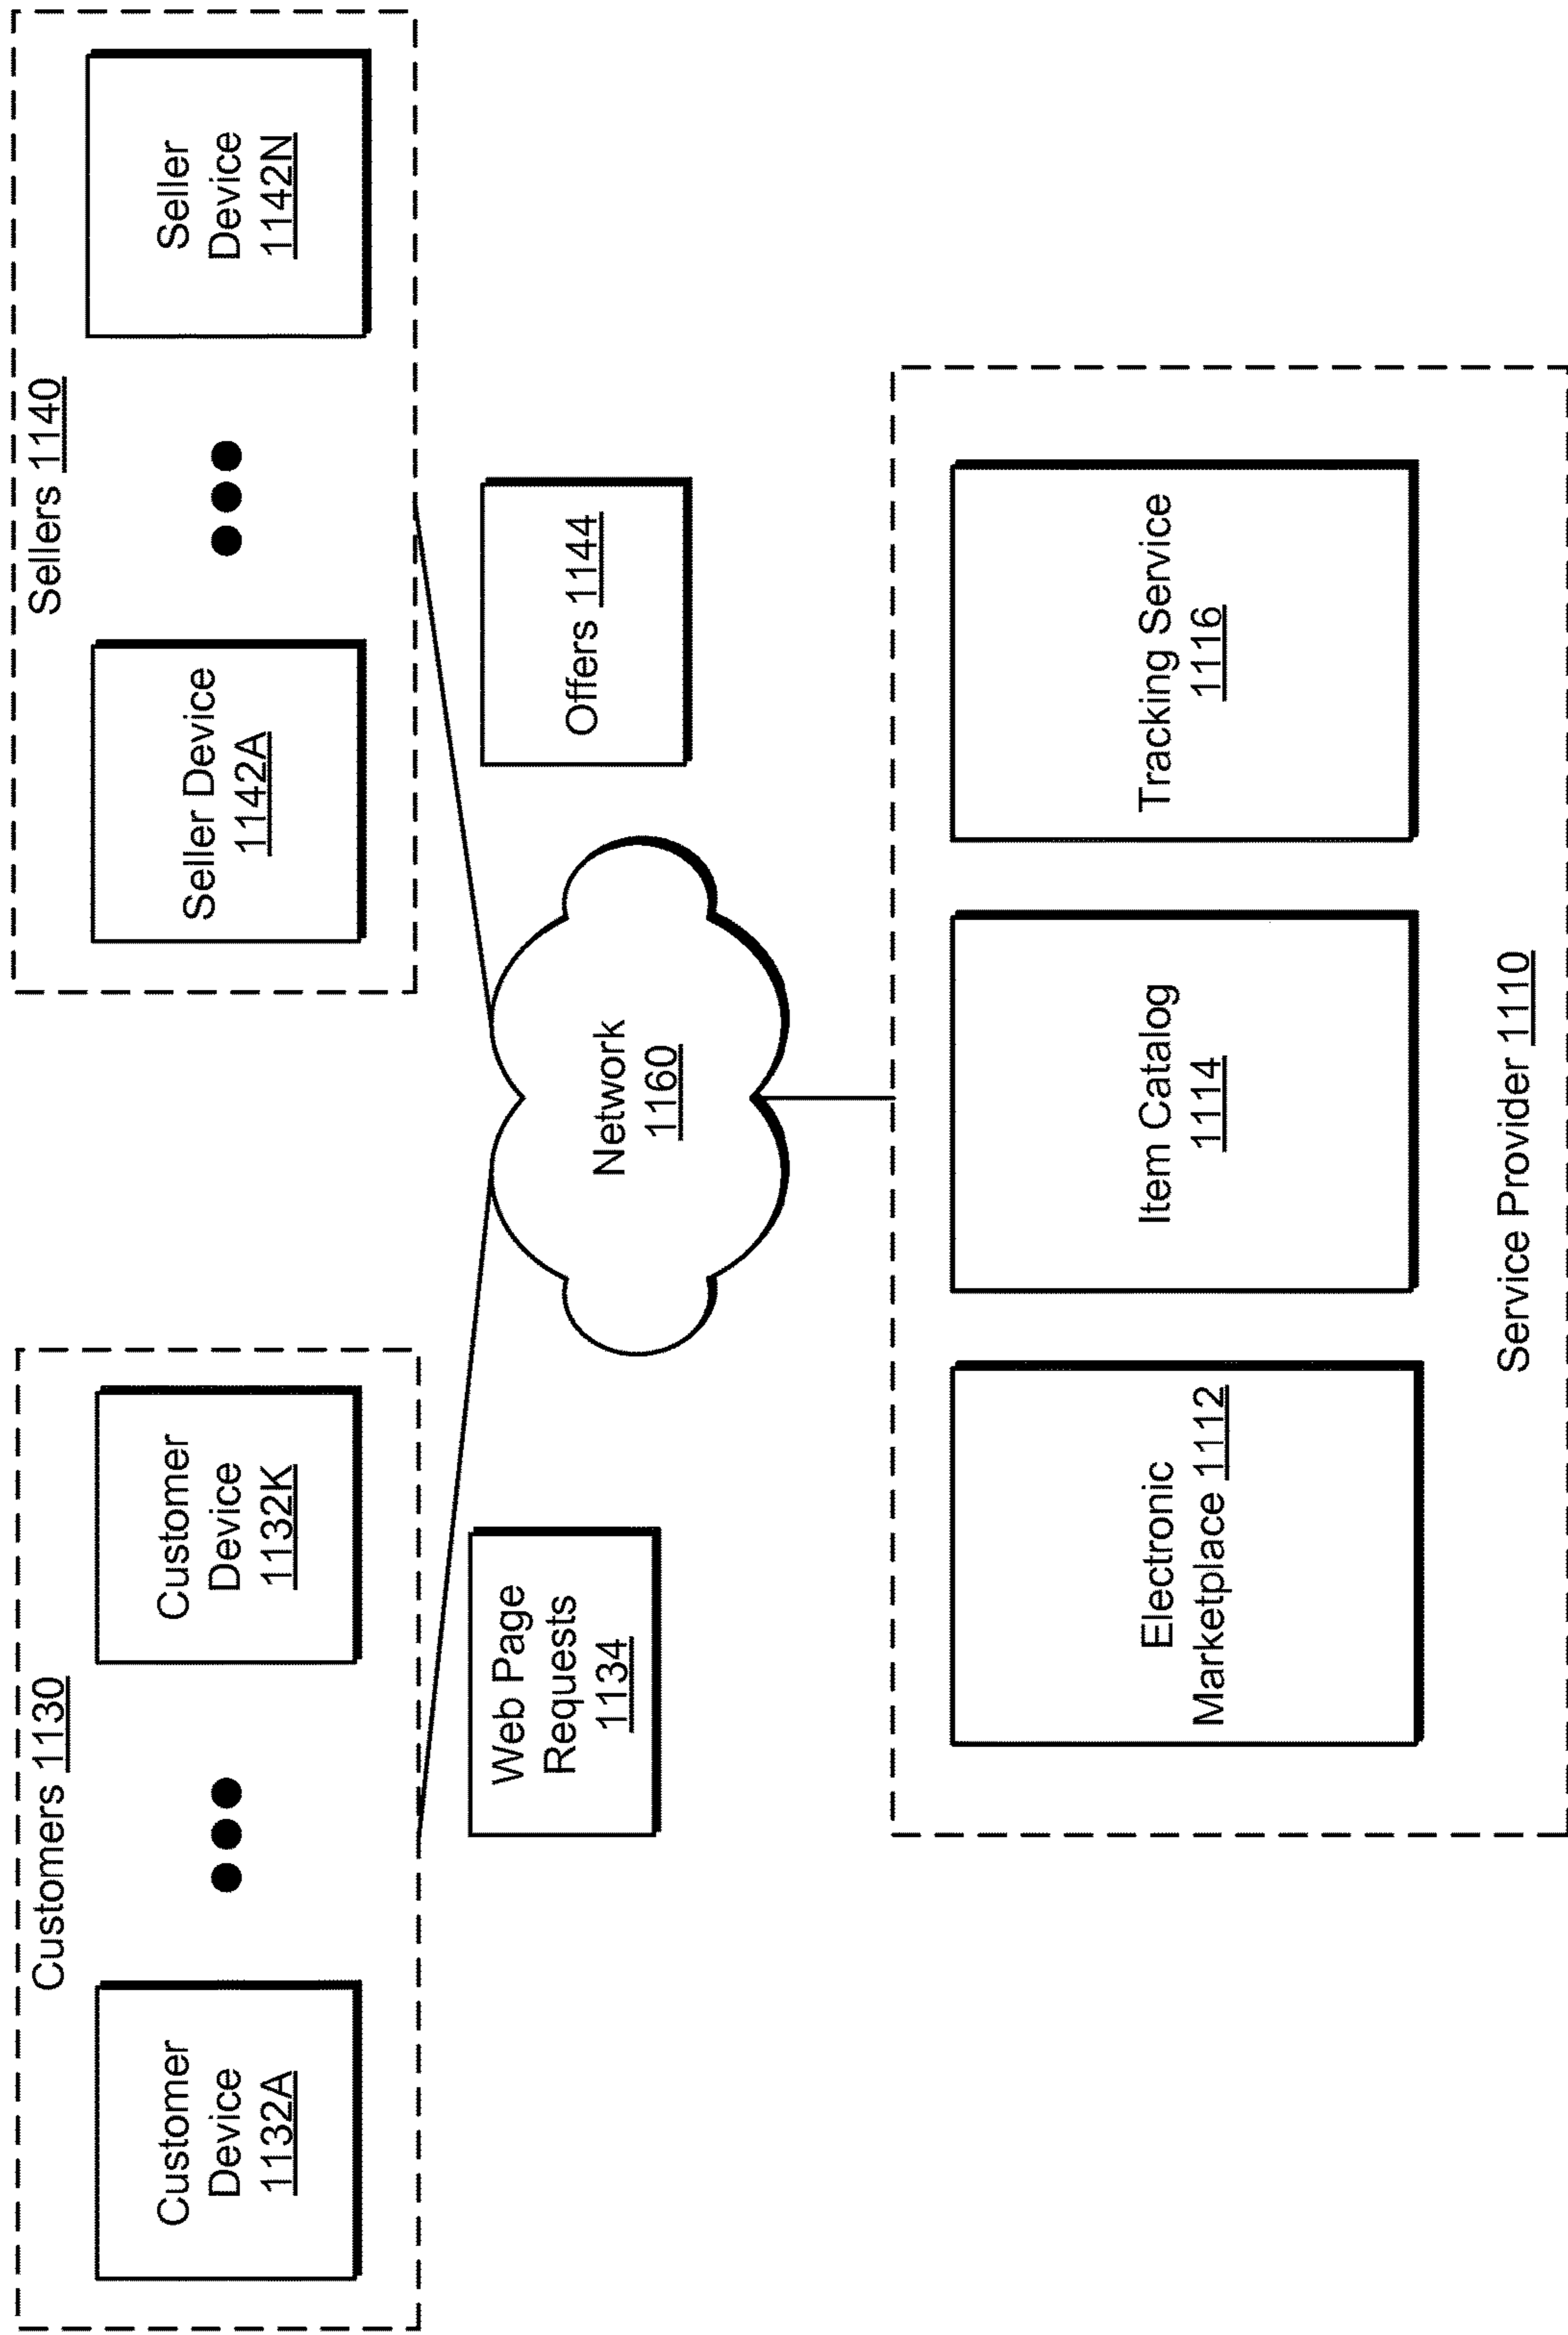 Customers 1130
Customer
Device
1132A
Customer
Device
1132K
Sellers 1140
Seller Device
1142A
Seller
Device
1142N
Web Page
Requests
1134
Network
1160
Offers 1144
Electronic
Marketplace 1112
Item Catalog
1114
Tracking Service
1116
Service Provider 1110